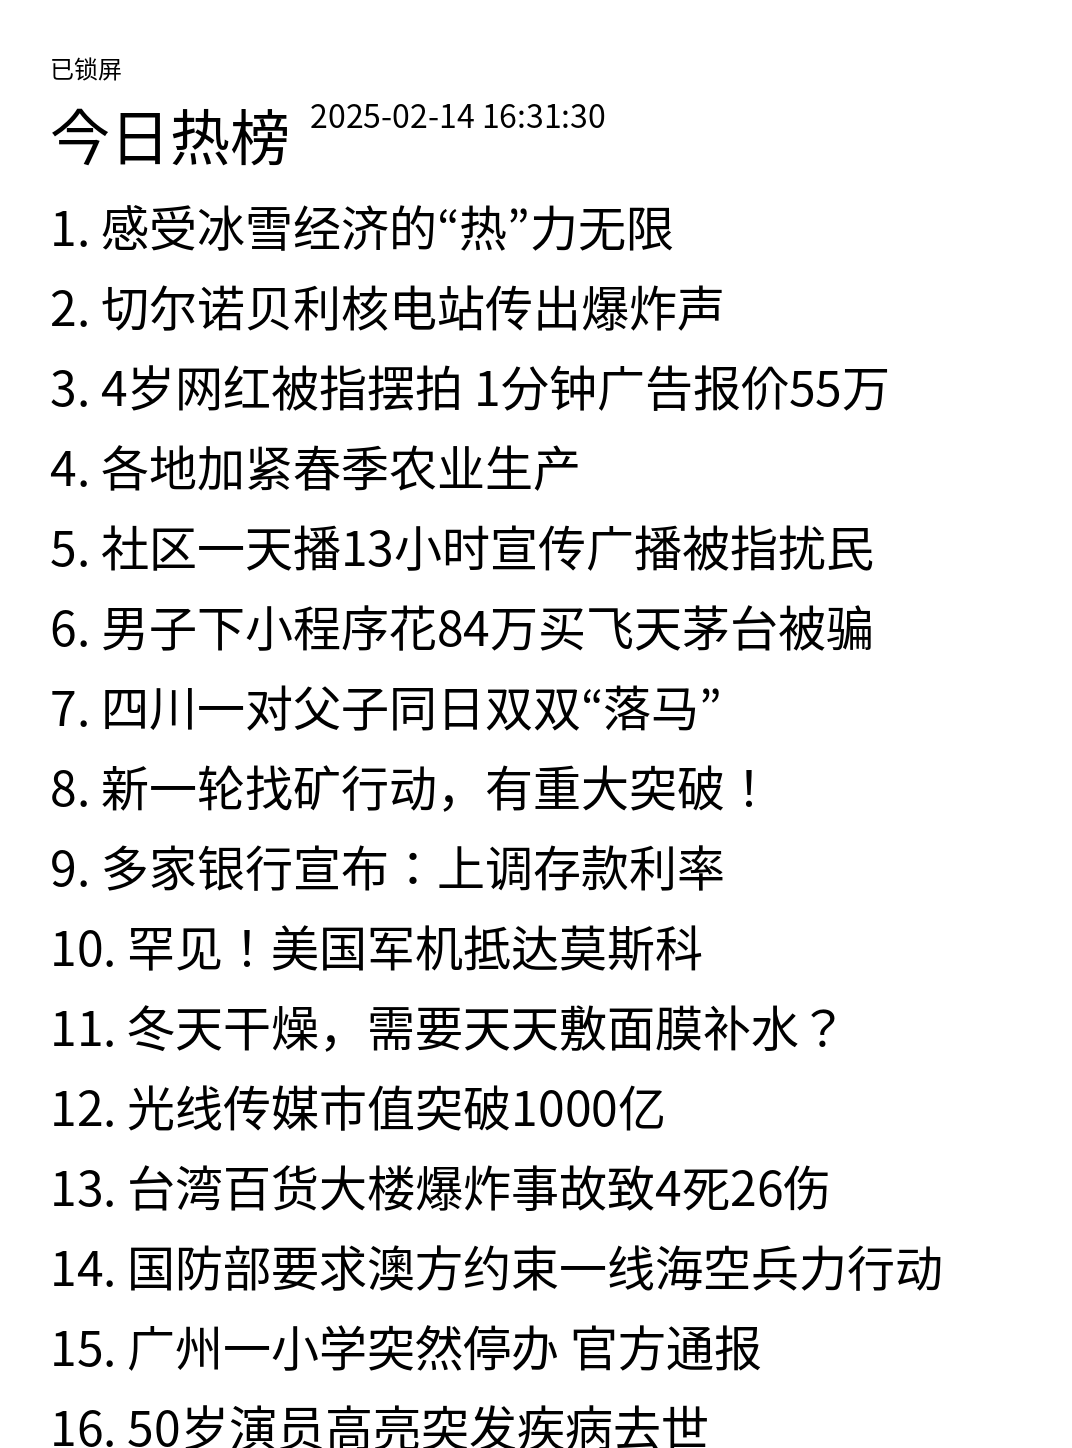 已锁屏
今日热榜 2025-02-14 16:31:30
1. 感受冰雪经济的“热”力无限
2. 切尔诺贝利核电站传出爆炸声
3. 4岁网红被指摆拍 1分钟广告报价55万
4. 各地加紧春季农业生产
5. 社区一天播13小时宣传广播被指扰民
6. 男子下小程序花84万买飞天茅台被骗
7. 四川一对父子同日双双“落马”
8. 新一轮找矿行动，有重大突破！
9. 多家银行宣布：上调存款利率
10. 罕见！美国军机抵达莫斯科
11. 冬天干燥，需要天天敷面膜补水？
12. 光线传媒市值突破1000亿
13. 台湾百货大楼爆炸事故致4死26伤
14. 国防部要求澳方约束一线海空兵力行动
15. 广州一小学突然停办 官方通报
16. 50岁演员高亮突发疾病去世